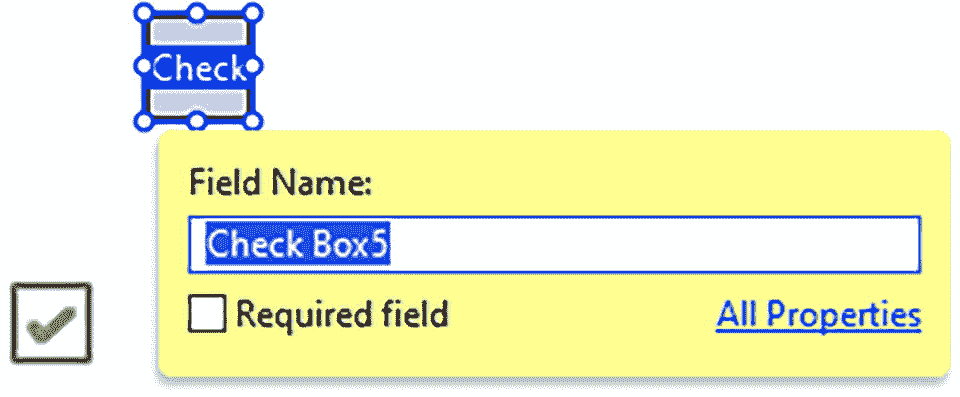 Check
Field Name:
Check Box5
Required field
All Properties